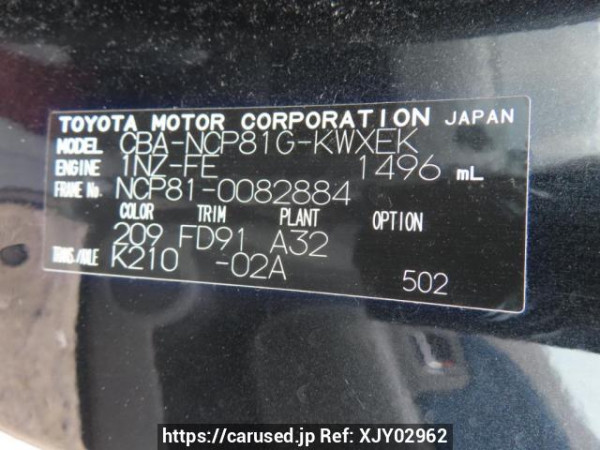 TOYOTA MOTOR CORPORATION JAPAN
MODEL CBA-NCP81G-KWXEK
ENGINE 1NZ-FE 1496 mL
FRAME No. NCP81-0082884
COLOR TRIM PLANT OPTION
209 FD91 A32
TRANS./AXLE K210 -02A
502
https://carused.jp Ref: XJY02962